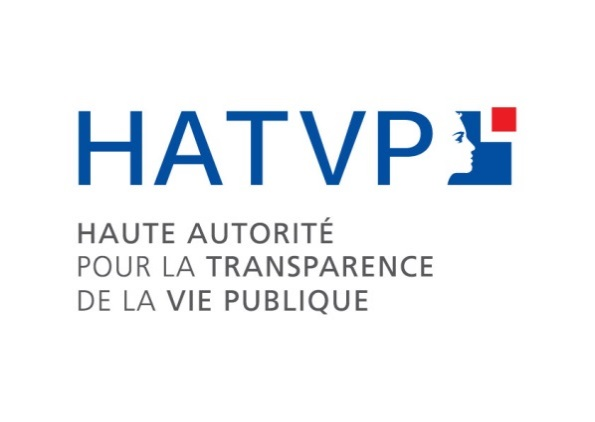 HATVP
HAUTE AUTORITÉ
POUR LA TRANSPARENCE
DE LA VIE PUBLIQUE